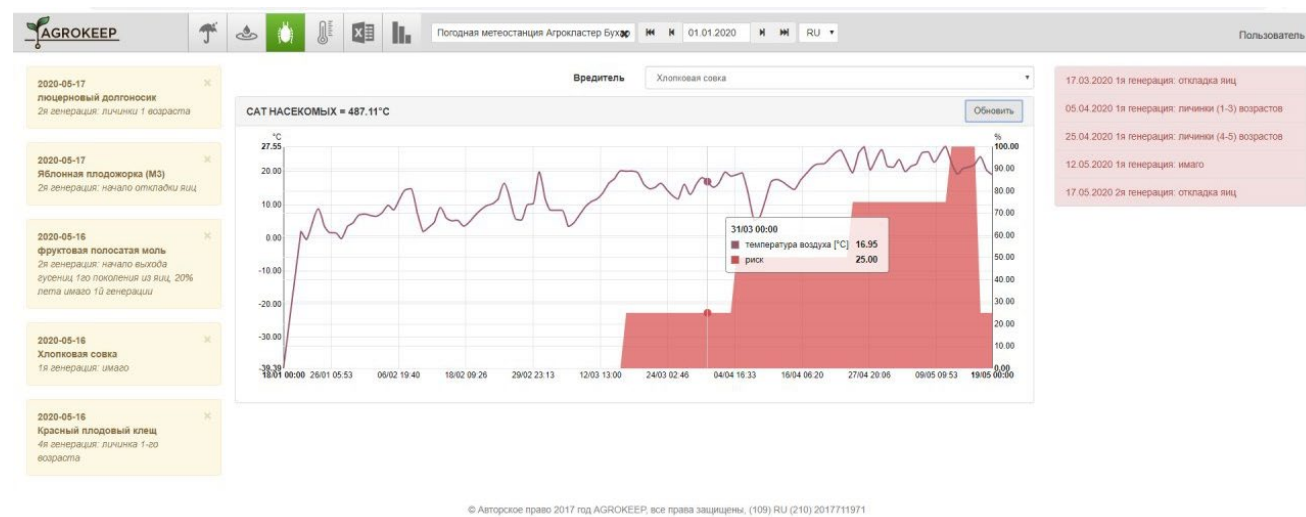 AGROKEEP
Погодная метеостанция Агрокластер Бухар
01.01.2020
RU
Пользователь
2020-05-17
люцерновый долгоносик
2я генерация: личинки 1 возраста
2020-05-17
Яблонная плодожорка (М3)
2я генерация: начало откладки яиц
2020-05-16
фруктовая полосатая моль
2я генерация: начало выхода
гусениц 1го поколения из яиц, 20%
лета имаго 1й генерации
2020-05-16
Хлопковая совка
1я генерация: имаго
2020-05-16
Красный плодовый клещ
4я генерация: личинка 1-го
возраста
Вредитель
Хлопковая совка
САТ НАСЕКОМЫХ = 487.11°C
Обновить
°C
27.55
20.00
10.00
0.00
-10.00
-20.00
-30.00
-39.39
%
100.00
90.00
80.00
70.00
60.00
50.00
40.00
30.00
20.00
10.00
0.00
31/03 00:00
температура воздуха [°C] 16.95
риск 25.00
18/01 00:00 26/01 05:53 06/02 19:40 18/02 09:26 29/02 23:13 12/03 13:00 24/03 02:46 04/04 16:33 16/04 06:20 27/04 20:06 09/05 09:53 19/05 00:00
17.03.2020 1я генерация: откладка яиц
05.04.2020 1я генерация: личинки (1-3) возрастов
25.04.2020 1я генерация: личинки (4-5) возрастов
12.05.2020 1я генерация: имаго
17.05.2020 2я генерация: откладка яиц
© Авторское право 2017 год AGROKEEP, все права защищены, (109) RU (210) 2017711971